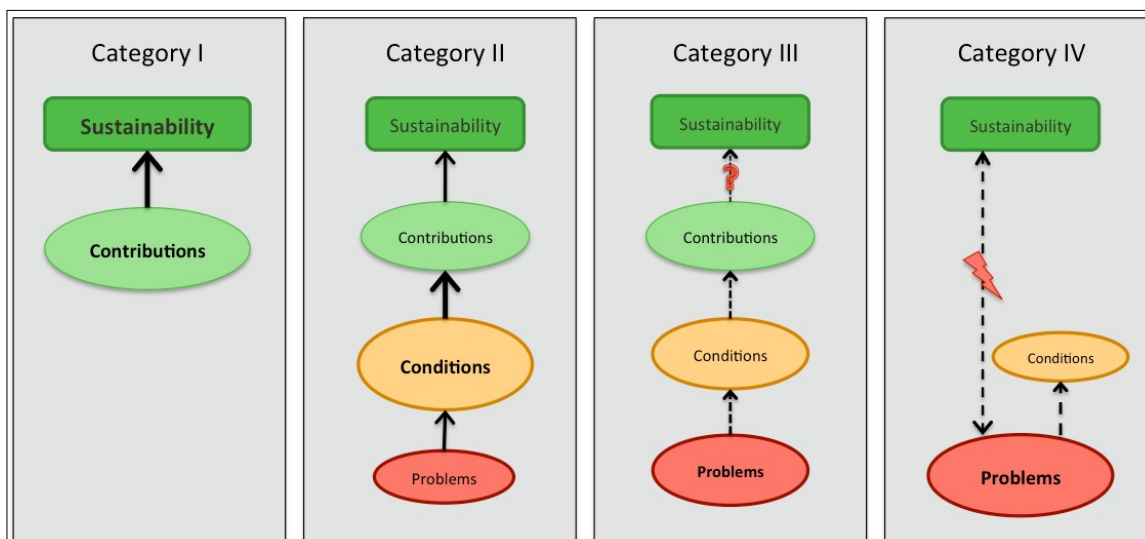 Category I
Sustainability
Contributions
Category II
Sustainability
Contributions
Conditions
Problems
Category III
Sustainability
?
Contributions
Conditions
Problems
Category IV
Sustainability
Conditions
Problems